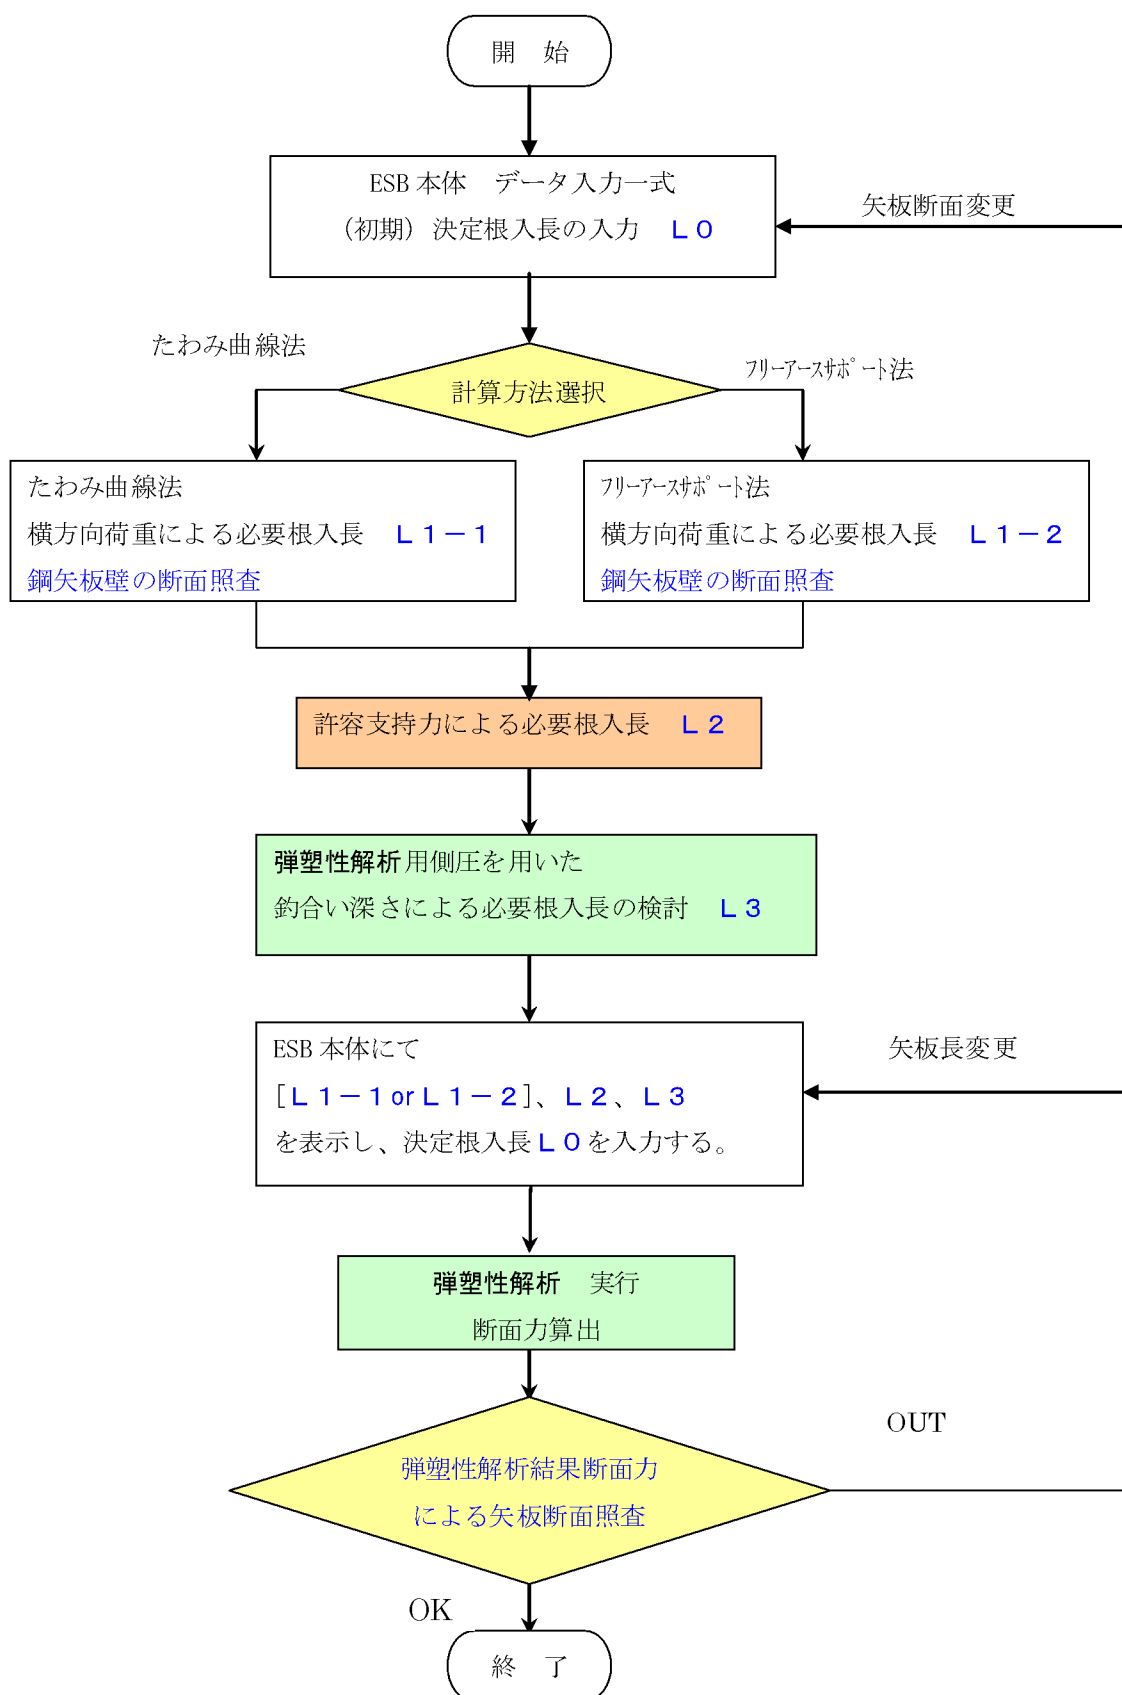 開 始
ESB 本体 データ入力一式
(初期) 決定根入長の入力 L0
矢板断面変更
たわみ曲線法
フリーアースサポート法
計算方法選択
たわみ曲線法
横方向荷重による必要根入長 L1－1
鋼矢板壁の断面照査
フリーアースサポート法
横方向荷重による必要根入長 L1－2
鋼矢板壁の断面照査
許容支持力による必要根入長 L2
弾塑性解析用側圧を用いた
釣合い深さによる必要根入長の検討 L3
ESB 本体にて
[L1－1orL1－2]、L2、L3
を表示し、決定根入長L0を入力する。
矢板長変更
弾塑性解析 実行
断面力算出
OUT
弾塑性解析結果断面力
による矢板断面照査
OK
終 了